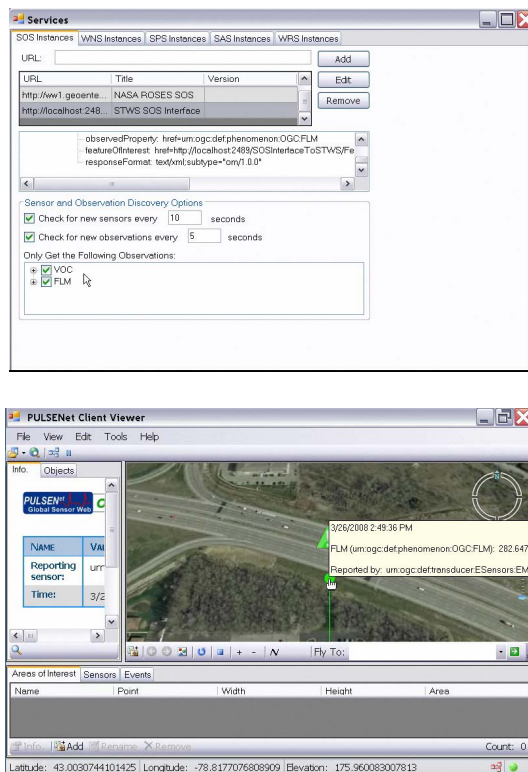 Services
SOS Instances WNS Instances SPS Instances SAS Instances WRS Instances
URL: Add
URL Title Version Edit
http://ww1.geoente... NASA ROSES SOS
http://localhost:248... STWS SOS Interface Remove
observedProperty: href=urn:ogc:def:phenomenon:OGC:FLM
featureOfInterest: href=http://localhost:2489/SOSInterfaceToSTWS/Fe
responseFormat: text/xml;subtype="om/1.0.0"
Sensor and Observation Discovery Options
Check for new sensors every 10 seconds
Check for new observations every 5 seconds
Only Get the Following Observations:
VOC
FLM
PULSENet Client Viewer
File View Edit Tools Help
Info. Objects
N
PULSENet
Global Sensor Web
3/26/2008 2:49:36 PM
FLM (urn:ogc:def:phenomenon:OGC:FLM): 282.647
Reported by: urn:ogc:def:transducer:ESensors:EM
NAME VAL
Reporting sensor: urn
Time: 3/2
Fly To:
Areas of Interest Sensors Events
Name Point Width Height Area
Info. Add Rename Remove Count: 0
Latitude: 43.0030744101425 Longitude: -78.8177076808909 Elevation: 175.960083007813